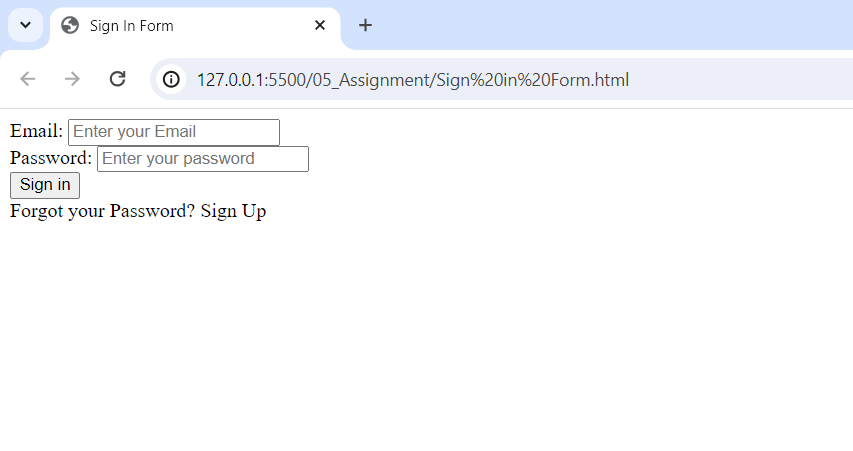 Sign In Form
127.0.0.1:5500/05_Assignment/Sign%20in%20Form.html
Email: Enter your Email
Password: Enter your password
Sign in
Forgot your Password? Sign Up